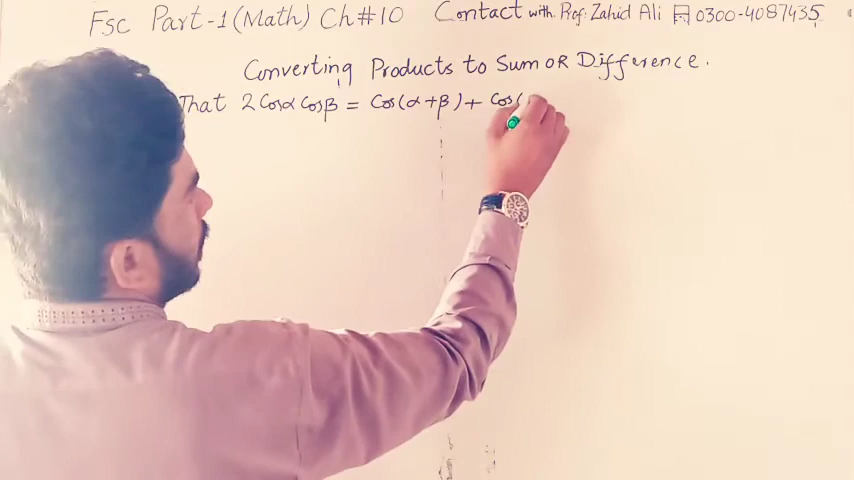 Fsc Part-1 (Math) Ch#10 Contact with Prof: Zahid Ali 0300-4087435
Converting Products to Sum OR Difference.
That 2 Cosα Cosβ = Cos(α+β) + Cos(